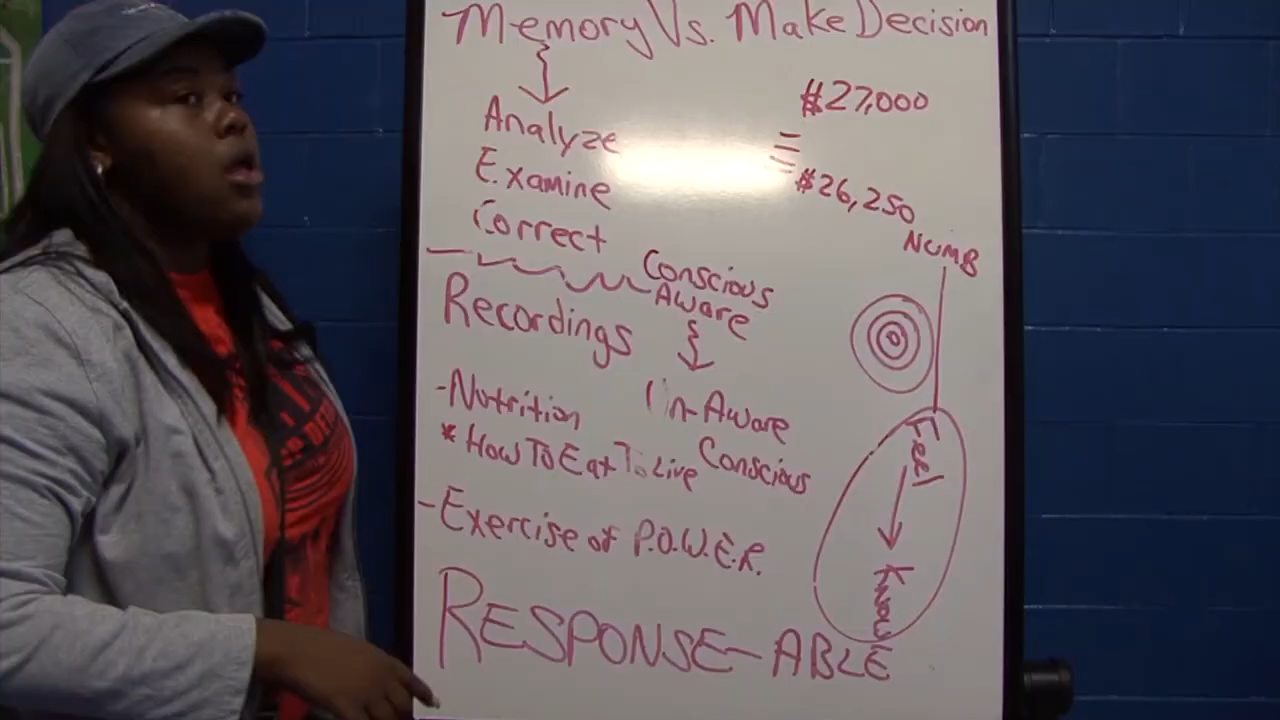 Memory Vs. Make Decision
$27,000
Analyze
=
Examine
=
$26,250
Correct
NUMB
Conscious
Aware
Recordings
Un-Aware
-Nutrition
Feel
*How To Eat To Live
Conscious
-Exercise of P.O.W.E.R.
Know
RESPONSE-ABLE